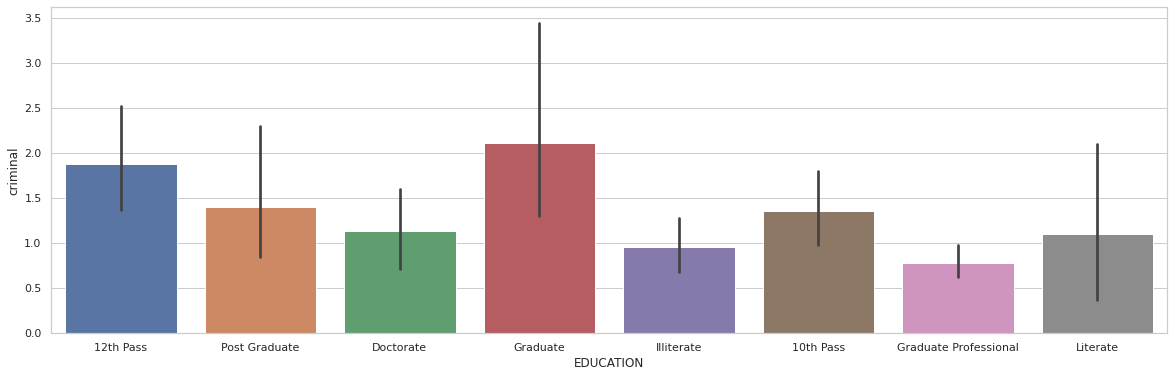 3.5
3.0
2.5
2.0
1.5
1.0
0.5
0.0
criminal
12th Pass Post Graduate Doctorate Graduate Illiterate 10th Pass Graduate Professional Literate
EDUCATION